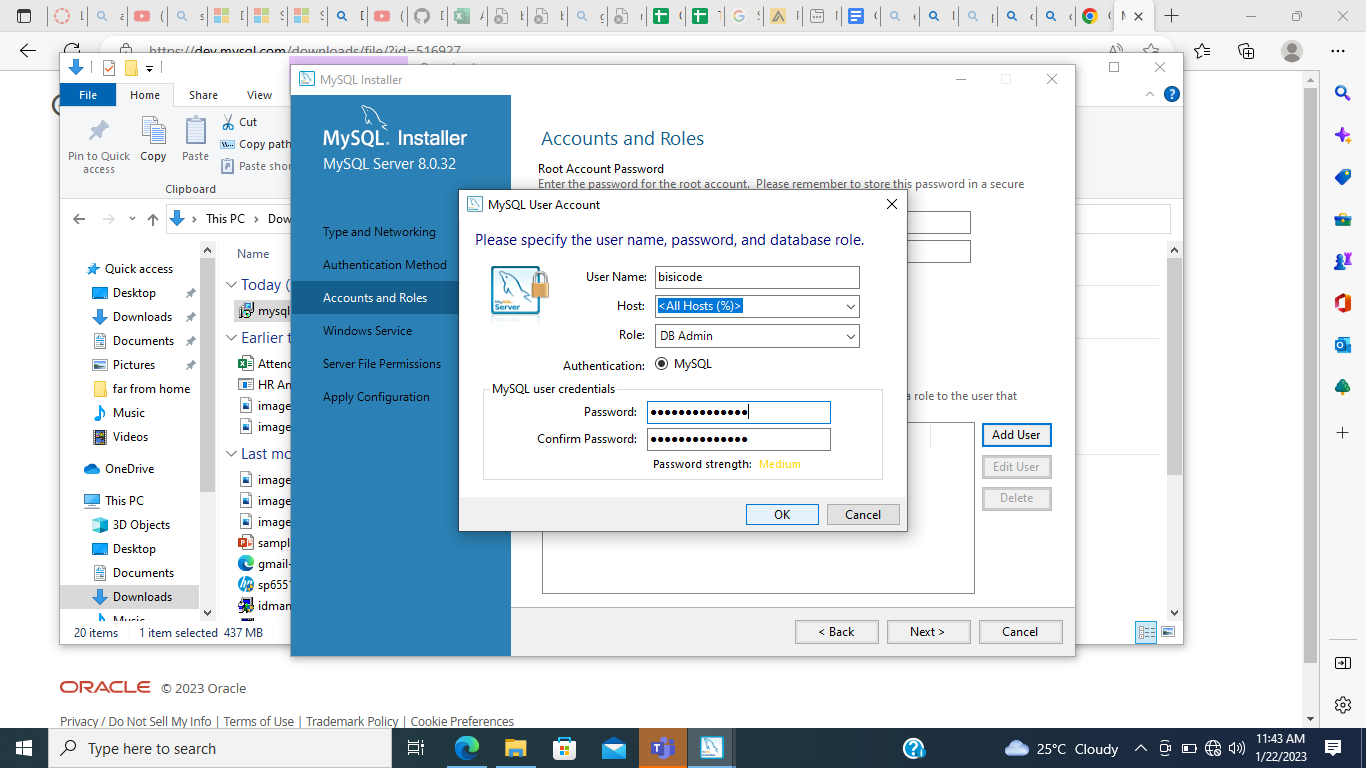 https://dev.mysql.com/downloads/file/?id=516927
File
Home
Share
View
Pin to Quick access
Copy
Paste
Cut
Copy path
Paste shor
Clipboard
This PC
Dow
Name
Quick access
Desktop
Downloads
Documents
Pictures
far from home
Music
Videos
OneDrive
This PC
3D Objects
Desktop
Documents
Downloads
Today (
mysql
Earlier t
Attend
HR An
image
image
Last mo
image
image
image
sampl
gmail-
sp6557
idman
20 items
1 item selected 437 MB
MySQL Installer
MySQL. Installer
MySQL Server 8.0.32
Type and Networking
Authentication Method
Accounts and Roles
Windows Service
Server File Permissions
Apply Configuration
Accounts and Roles
Root Account Password
Enter the password for the root account. Please remember to store this password in a secure
a role to the user that
Add User
Edit User
Delete
< Back
Next >
Cancel
MySQL User Account
Please specify the user name, password, and database role.
MySQL Server
User Name: bisicode
Host: <All Hosts (%)>
Role: DB Admin
Authentication: MySQL
MySQL user credentials
Password: ●●●●●●●●●●●●●●
Confirm Password: ●●●●●●●●●●●●●●
Password strength: Medium
OK
Cancel
ORACLE © 2023 Oracle
Privacy / Do Not Sell My Info | Terms of Use | Trademark Policy | Cookie Preferences
Type here to search
25°C Cloudy
11:43 AM
1/22/2023